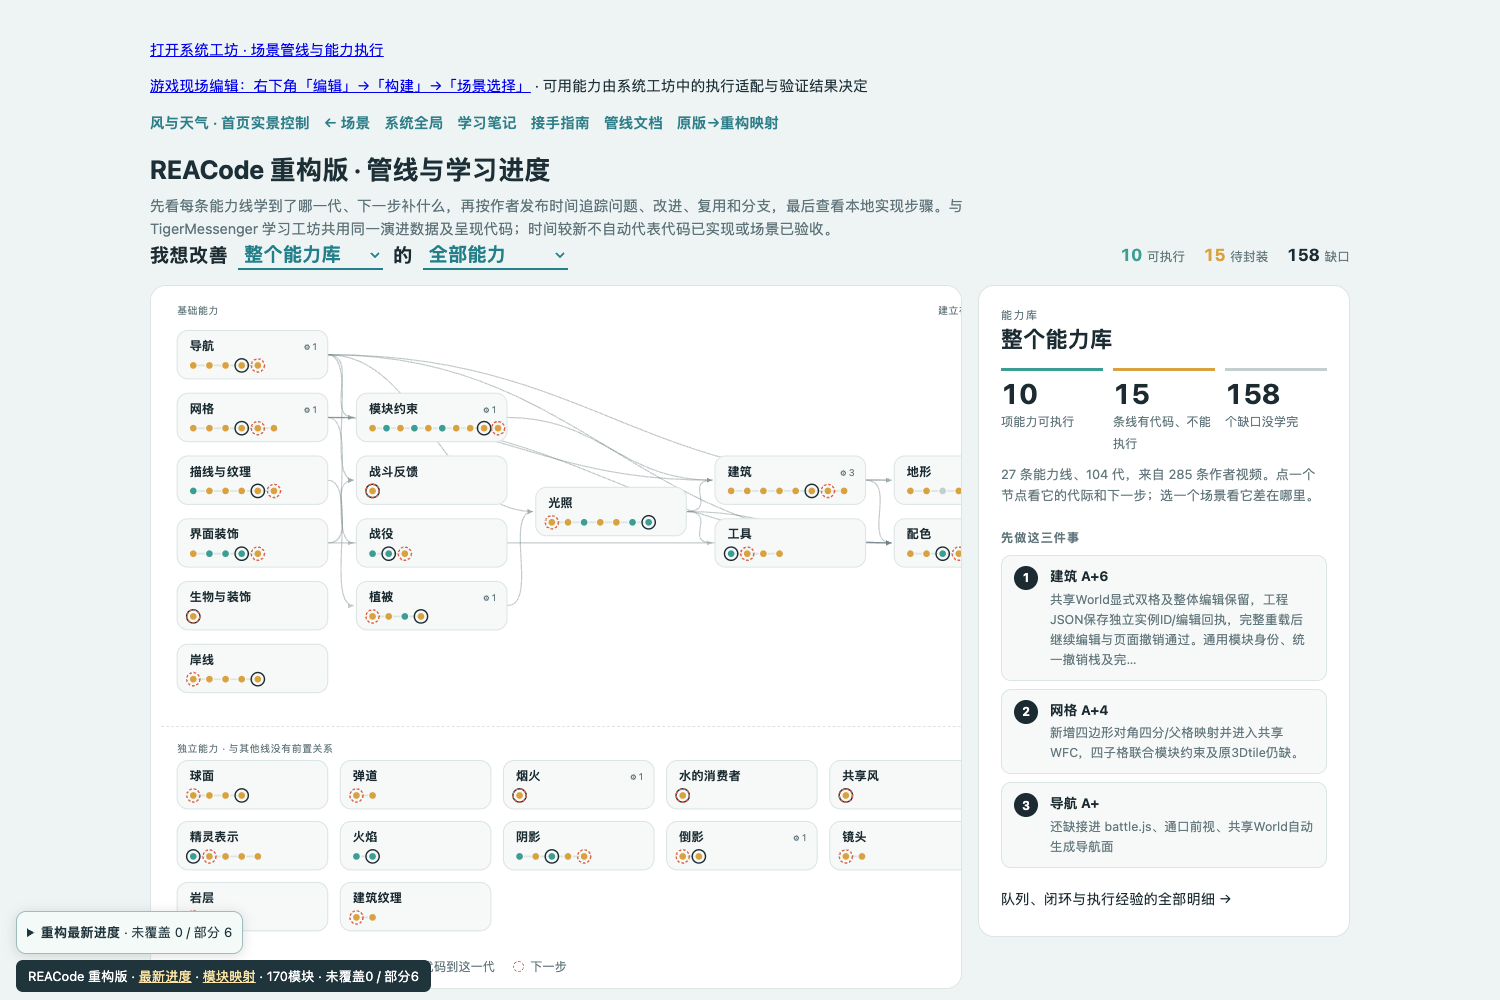 打开系统工坊 · 场景管线与能力执行
游戏现场编辑：右下角「编辑」→「构建」→「场景选择」 · 可用能力由系统工坊中的执行适配与验证结果决定
风与天气 · 首页实景控制 ← 场景 系统全局 学习笔记 接手指南 管线文档 原版→重构映射
REACode 重构版 · 管线与学习进度
先看每条能力线学到了哪一代、下一步补什么，再按作者发布时间追踪问题、改进、复用和分支，最后查看本地实现步骤。与
TigerMessenger 学习工坊共用同一演进数据及呈现代码；时间较新不自动代表代码已实现或场景已验收。
我想改善 整个能力库 的 全部能力
10 可执行 15 待封装 158 缺口
基础能力
导航 1
网格 1
模块约束 1
描线与纹理
战斗反馈
建筑 3
地形
光照
界面装饰
战役
工具
配色
生物与装饰
植被 1
岸线
独立能力 · 与其他线没有前置关系
球面
弹道
烟火 1
水的消费者
共享风
精灵表示
火焰
阴影
倒影 1
镜头
岩层
建筑纹理
代码到这一代 下一步
能力库
整个能力库
10 15 158
项能力可执行 条线有代码、不能 个缺口没学完
执行
27 条能力线、104 代，来自 285 条作者视频。点一个
节点看它的代际和下一步；选一个场景看它差在哪里。
先做这三件事
1 建筑 A+6
共享World显式双格及整体编辑保留，工程
JSON保存独立实例ID/编辑回执，完整重载后
继续编辑与页面撤销通过。通用模块身份、统
一撤销栈及完...
2 网格 A+4
新增四边形对角四分/父格映射并进入共享
WFC，四子格联合模块约束及原3Dtile仍缺。
3 导航 A+
还缺接进 battle.js、通口前视、共享World自动
生成导航面
队列、闭环与执行经验的全部明细 →
▶ 重构最新进度 · 未覆盖 0 / 部分 6
REACode 重构版 · 最新进度 · 模块映射 · 170模块 · 未覆盖0 / 部分6